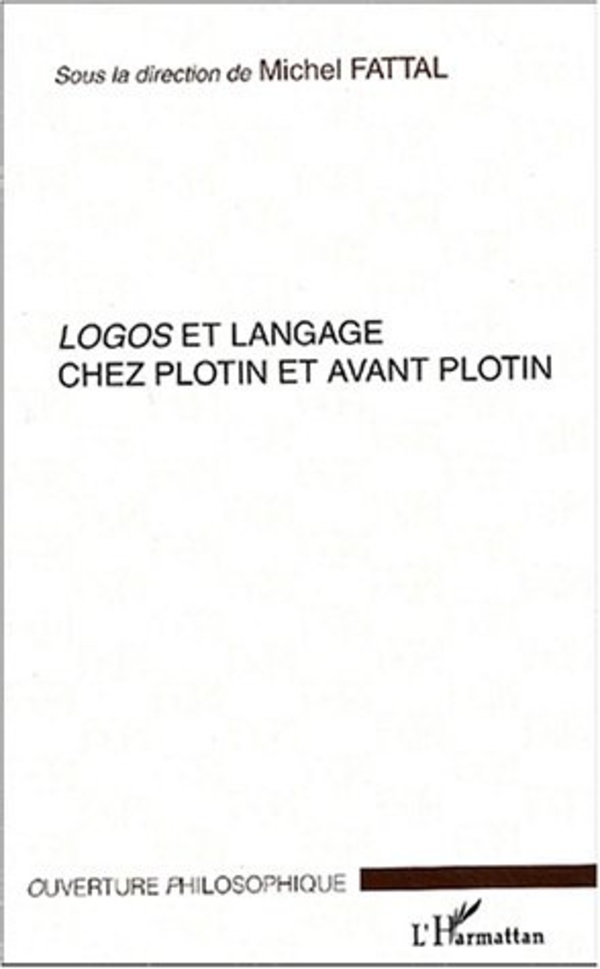 Sous la direction de Michel FATTAL
LOGOS ET LANGAGE
CHEZ PLOTIN ET AVANT PLOTIN
OUVERTURE PHILOSOPHIQUE
L'Harmattan